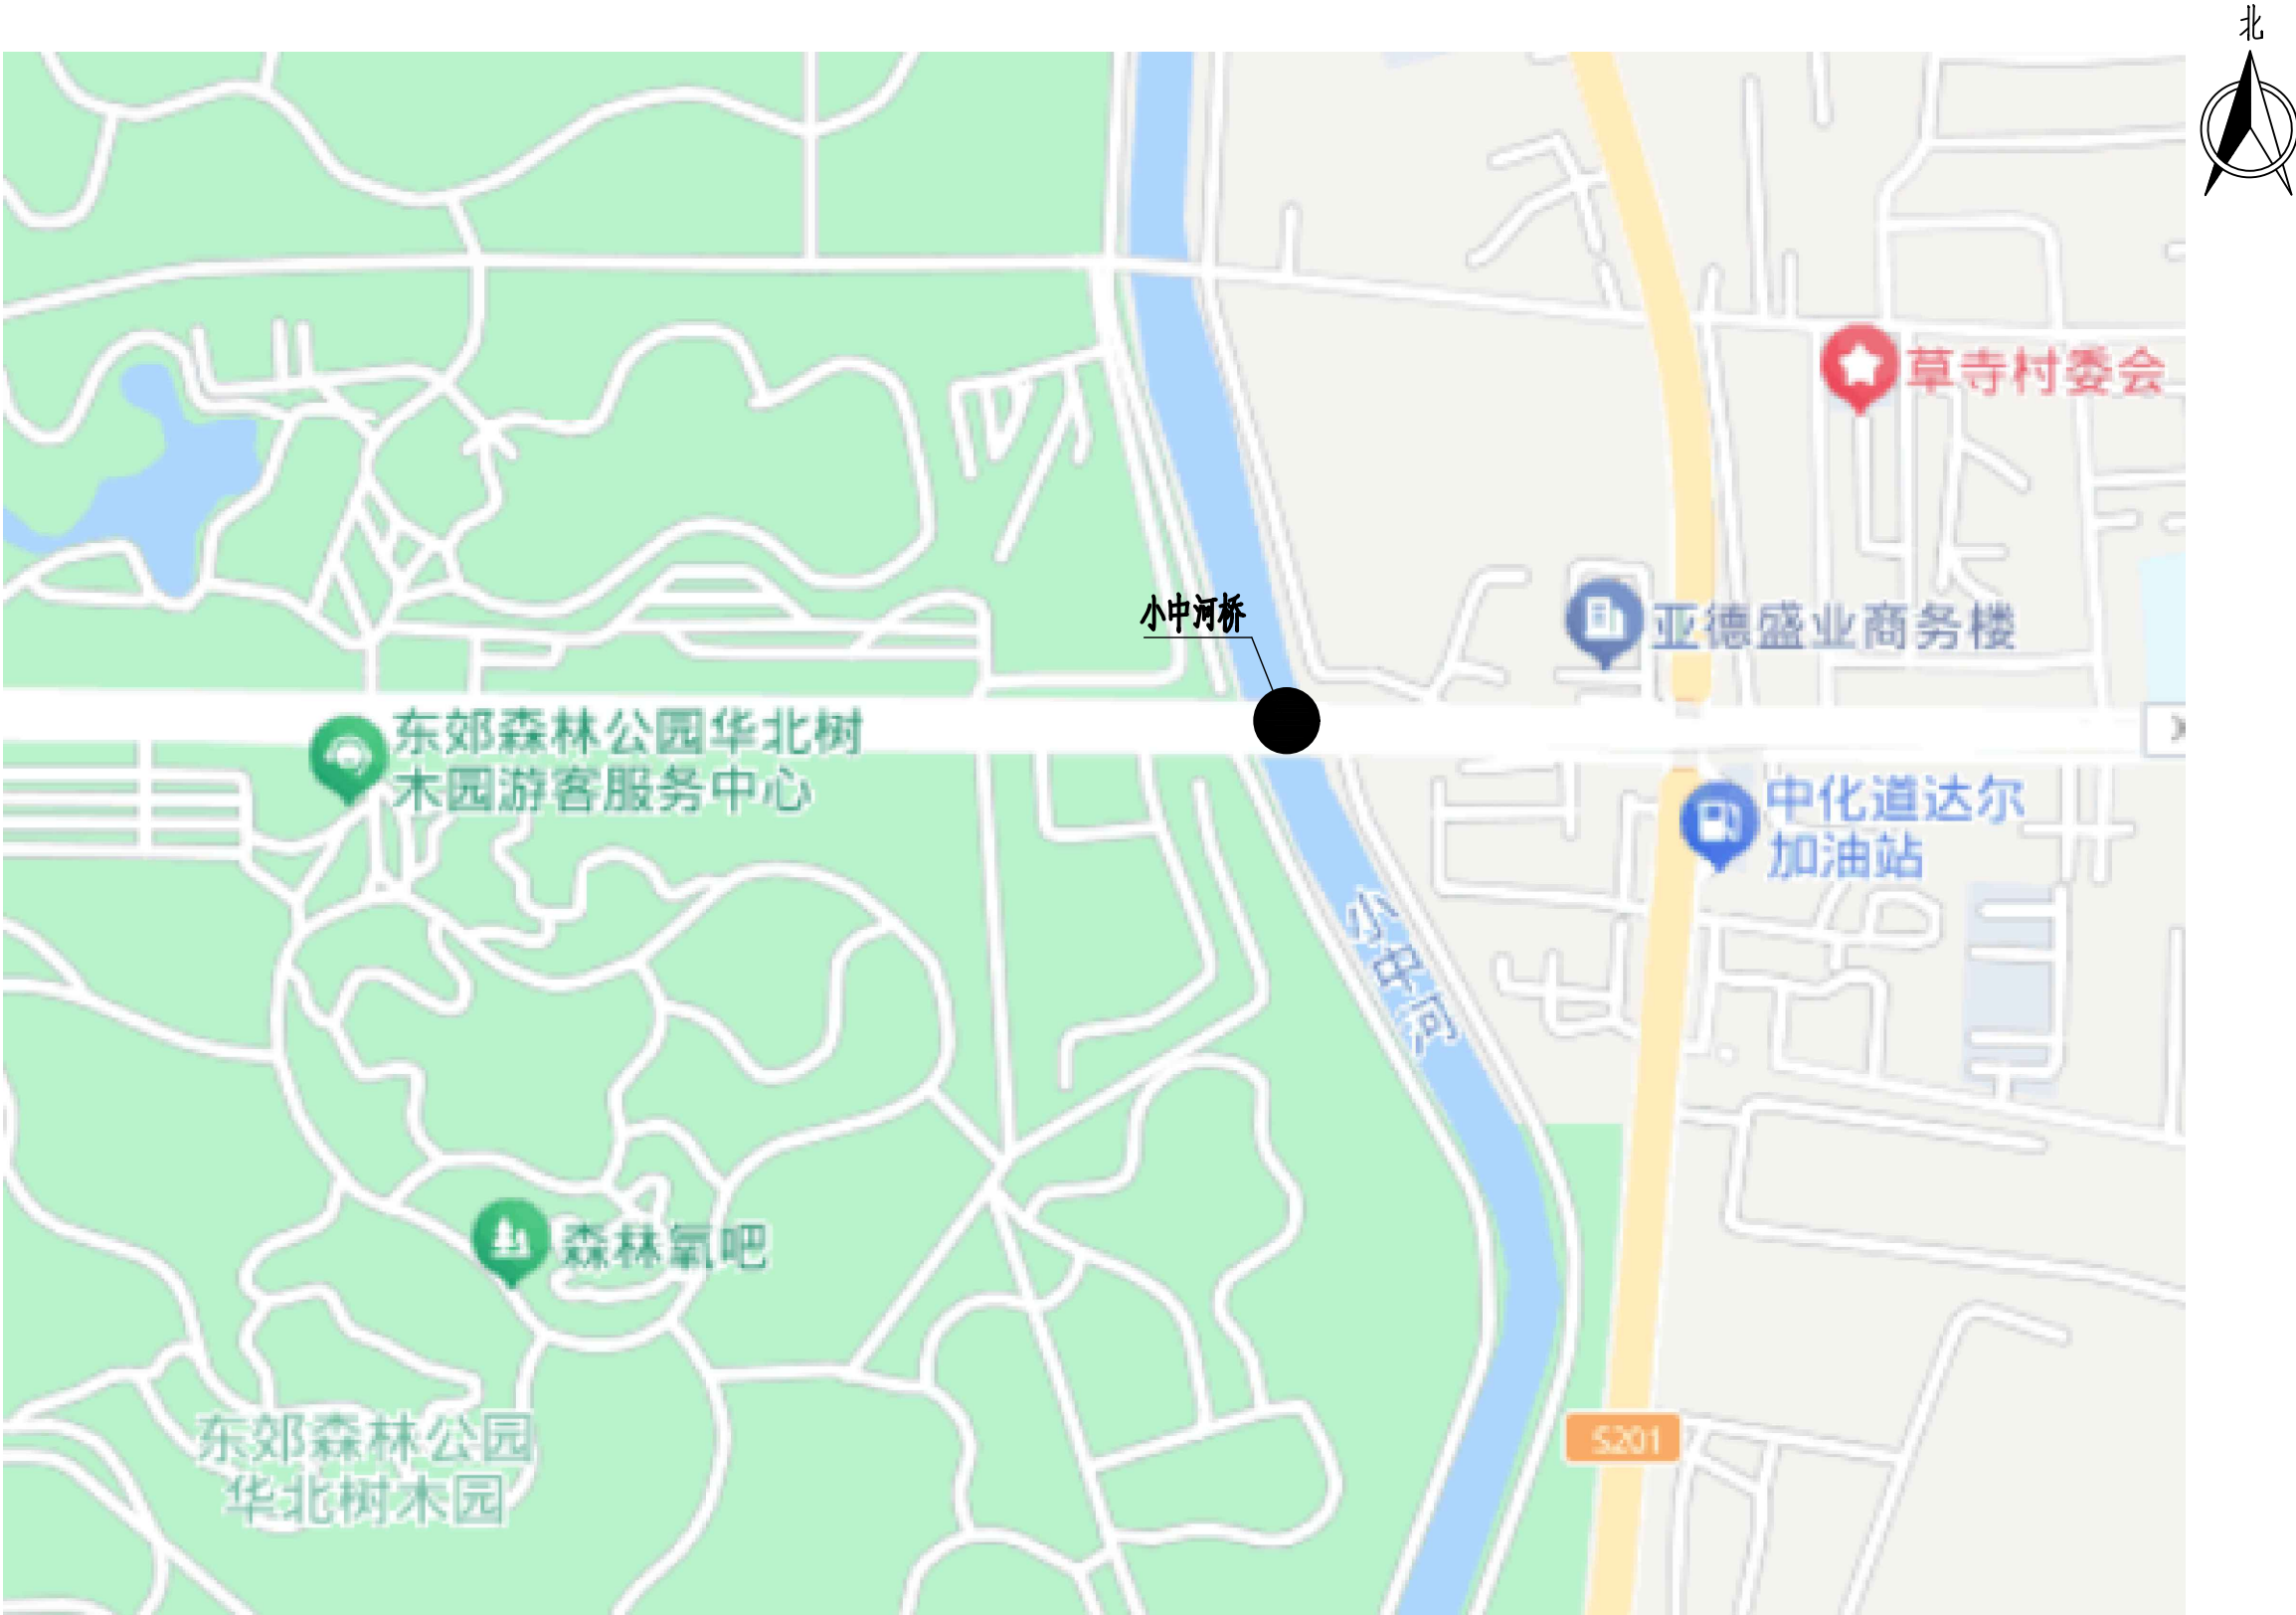 北
草寺村委会
小中河桥
亚德盛业商务楼
东郊森林公园华北树
木园游客服务中心
中化道达尔
加油站
小中河
森林氧吧
东郊森林公园
华北树木园
S201